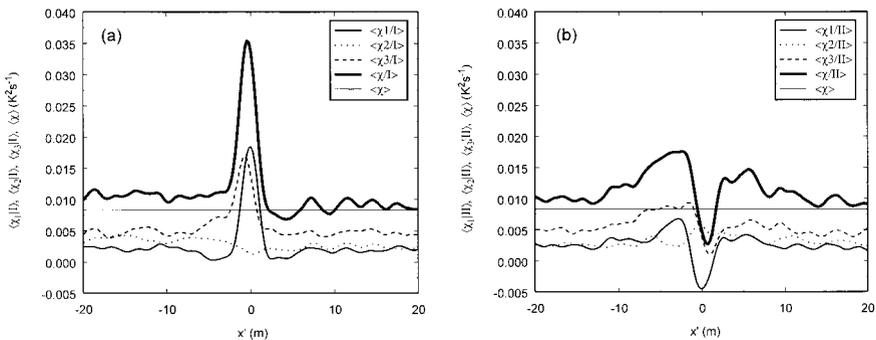 (a)
⟨χ1/I⟩
⟨χ2/I⟩
⟨χ3/I⟩
⟨χ/I⟩
⟨χ⟩
0.040
0.035
0.030
0.025
0.020
0.015
0.010
0.005
0.000
-0.005
⟨χ₁|I⟩, ⟨χ₂|I⟩, ⟨χ₃|I⟩, ⟨χ⟩ (K²s⁻¹)
-20
-10
0
10
20
x' (m)
(b)
<χ1/II>
<χ2/II>
<χ3/II>
<χ/II>
<χ>
0.040
0.035
0.030
0.025
0.020
0.015
0.010
0.005
0.000
-0.005
⟨χ₁|II⟩, ⟨χ₂|II⟩, ⟨χ₃|II⟩, ⟨χ⟩ (K²s⁻¹)
-20
-10
0
10
20
x' (m)